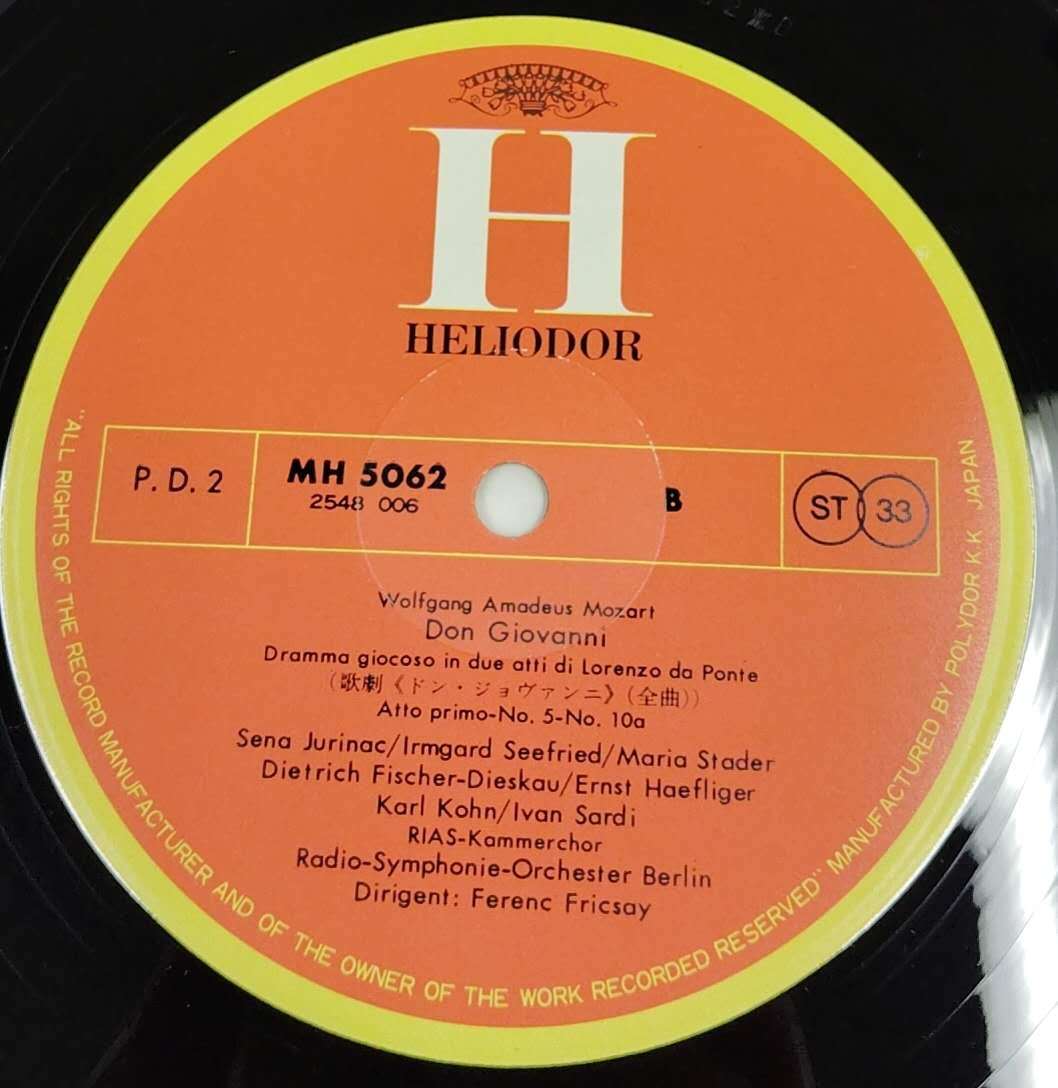 H
HELIODOR
P. D. 2
MH 5062
2548 006
B
ST 33
Wolfgang Amadeus Mozart
Don Giovanni
Dramma giocoso in due atti di Lorenzo da Ponte
(歌劇《ドン・ジョヴァンニ》(全曲))
Atto primo-No. 5-No. 10a
Sena Jurinac/Irmgard Seefried/Maria Stader
Dietrich Fischer-Dieskau/Ernst Haefliger
Karl Kohn/Ivan Sardi
RIAS-Kammerchor
Radio-Symphonie-Orchester Berlin
Dirigent: Ferenc Fricsay
"ALL RIGHTS OF THE RECORD MANUFACTURER AND OF THE OWNER OF THE WORK RECORDED RESERVED" MANUFACTURED BY POLYDOR K.K JAPAN